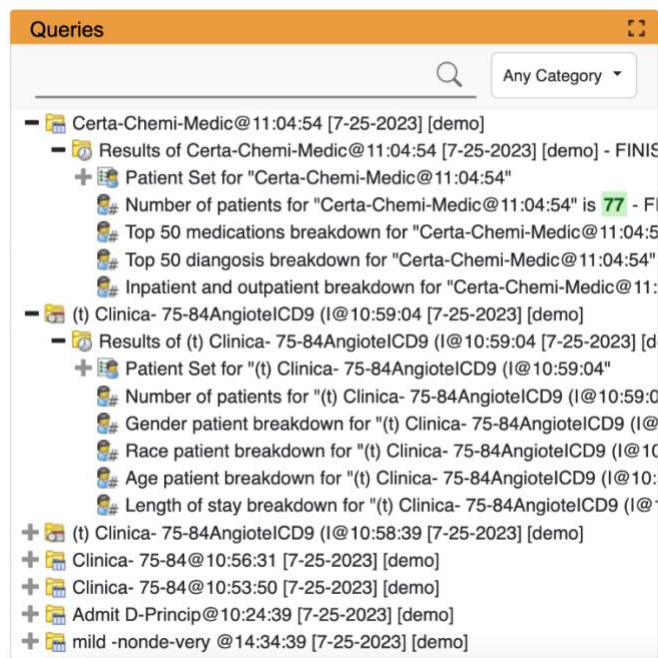 Queries
Any Category
Certa-Chemi-Medic@11:04:54 [7-25-2023] [demo]
Results of Certa-Chemi-Medic@11:04:54 [7-25-2023] [demo] - FINIS
Patient Set for "Certa-Chemi-Medic@11:04:54"
Number of patients for "Certa-Chemi-Medic@11:04:54" is 77 - FI
Top 50 medications breakdown for "Certa-Chemi-Medic@11:04:5
Top 50 diangosis breakdown for "Certa-Chemi-Medic@11:04:54"
Inpatient and outpatient breakdown for "Certa-Chemi-Medic@11:
(t) Clinica- 75-84AngioteICD9 (I@10:59:04 [7-25-2023] [demo]
Results of (t) Clinica- 75-84AngioteICD9 (I@10:59:04 [7-25-2023] [d
Patient Set for "(t) Clinica- 75-84AngioteICD9 (I@10:59:04"
Number of patients for "(t) Clinica- 75-84AngioteICD9 (I@10:59:0
Gender patient breakdown for "(t) Clinica- 75-84AngioteICD9 (I@
Race patient breakdown for "(t) Clinica- 75-84AngioteICD9 (I@10
Age patient breakdown for "(t) Clinica- 75-84AngioteICD9 (I@10:
Length of stay breakdown for "(t) Clinica- 75-84AngioteICD9 (I@1
(t) Clinica- 75-84AngioteICD9 (I@10:58:39 [7-25-2023] [demo]
Clinica- 75-84@10:56:31 [7-25-2023] [demo]
Clinica- 75-84@10:53:50 [7-25-2023] [demo]
Admit D-Princip@10:24:39 [7-25-2023] [demo]
mild -nonde-very @14:34:39 [7-25-2023] [demo]